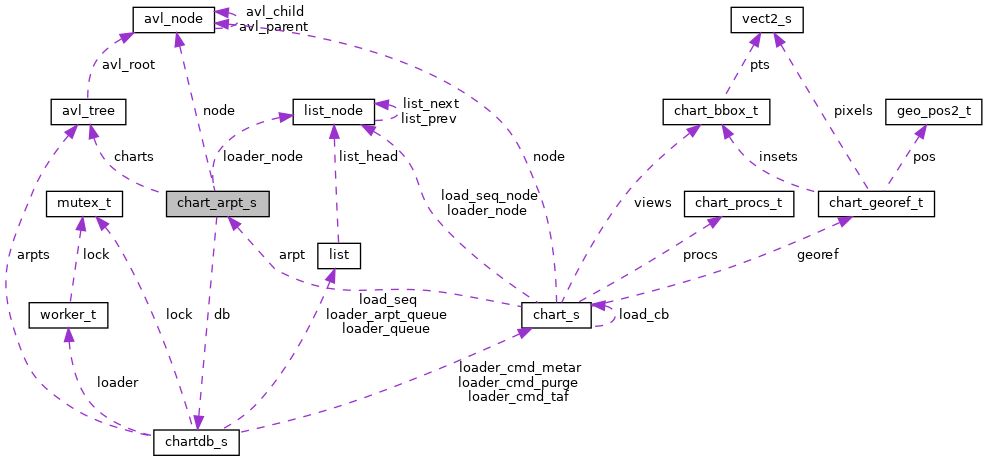 avl_node
avl_child
avl_parent
vect2_s
avl_root
pts
avl_tree
node
list_node
list_next
list_prev
chart_bbox_t
pixels
geo_pos2_t
charts
loader_node
list_head
node
insets
pos
mutex_t
chart_arpt_s
load_seq_node
loader_node
views
chart_procs_t
chart_georef_t
arpts
lock
list
arpt
procs
georef
worker_t
lock
db
load_seq
loader_arpt_queue
loader_queue
chart_s
load_cb
loader
loader_cmd_metar
loader_cmd_purge
loader_cmd_taf
chartdb_s